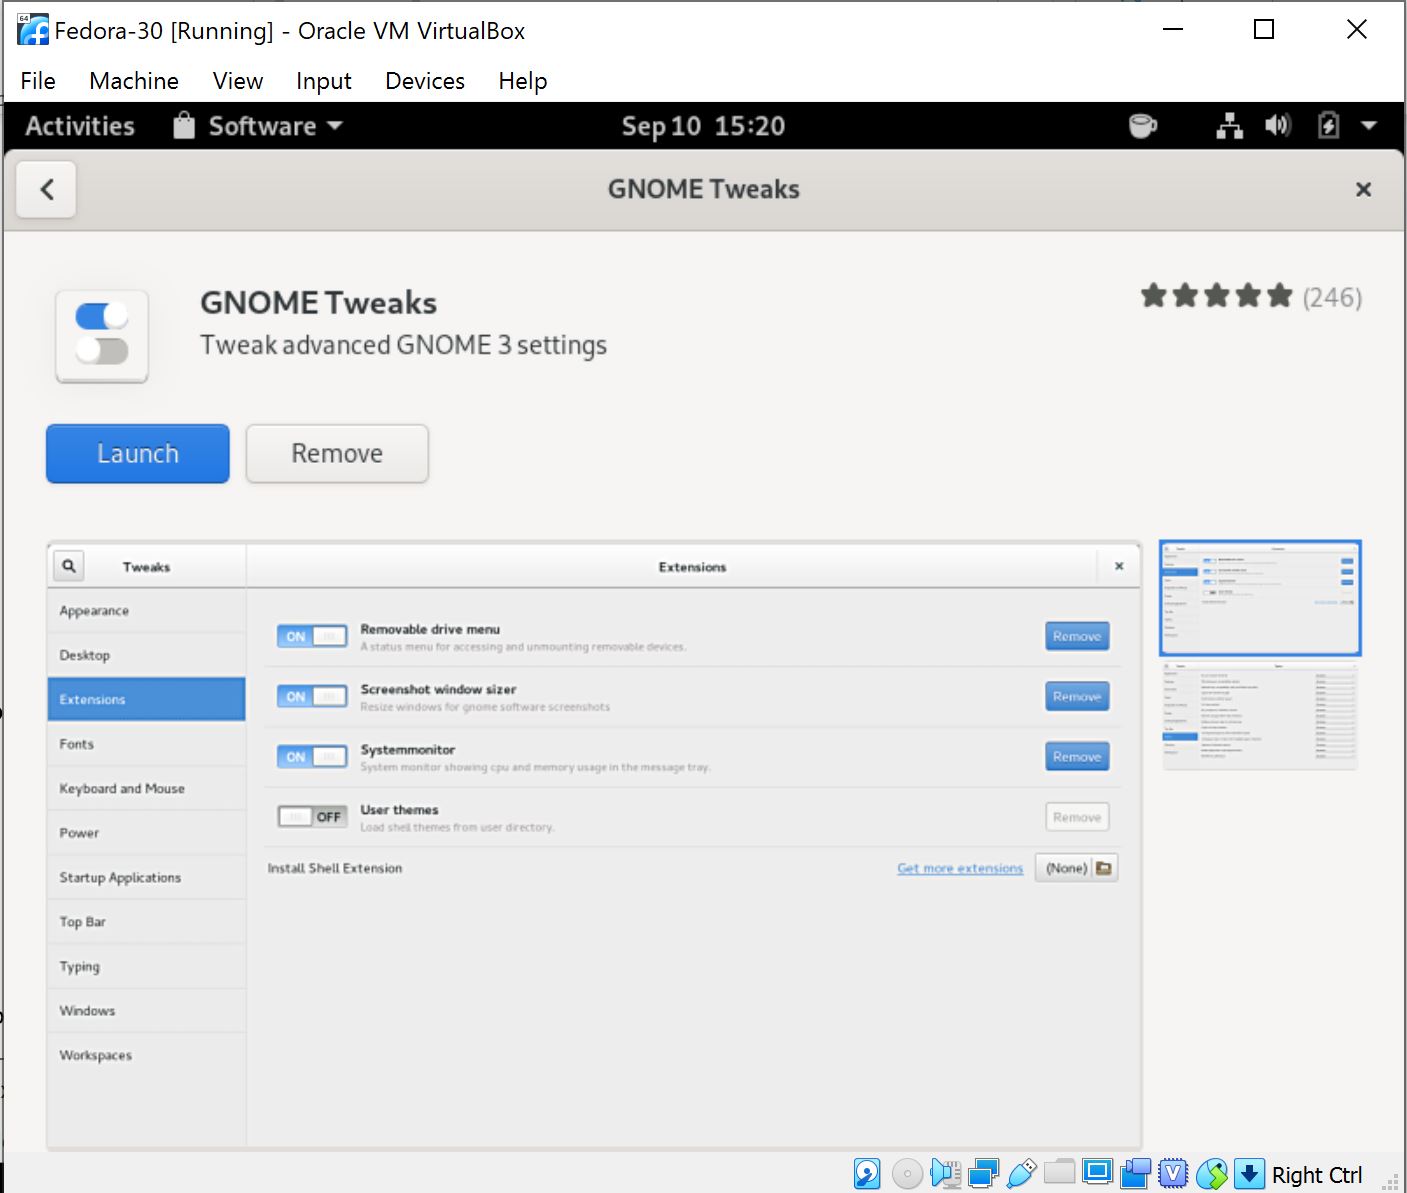 Fedora-30 [Running] - Oracle VM VirtualBox
File Machine View Input Devices Help
Activities Software Sep 10 15:20
GNOME Tweaks
GNOME Tweaks
(246)
Tweak advanced GNOME 3 settings
Launch Remove
Tweaks Extensions
Appearance
Desktop
Extensions
Fonts
Keyboard and Mouse
Power
Startup Applications
Top Bar
Typing
Windows
Workspaces
ON Removable drive menu Remove
A status menu for accessing and unmounting removable devices.
ON Screenshot window sizer Remove
Resize windows for gnome software screenshots
ON Systemmonitor Remove
System monitor showing cpu and memory usage in the message tray.
OFF User themes Remove
Load shell themes from user directory.
Install Shell Extension Get more extensions (None)
Right Ctrl